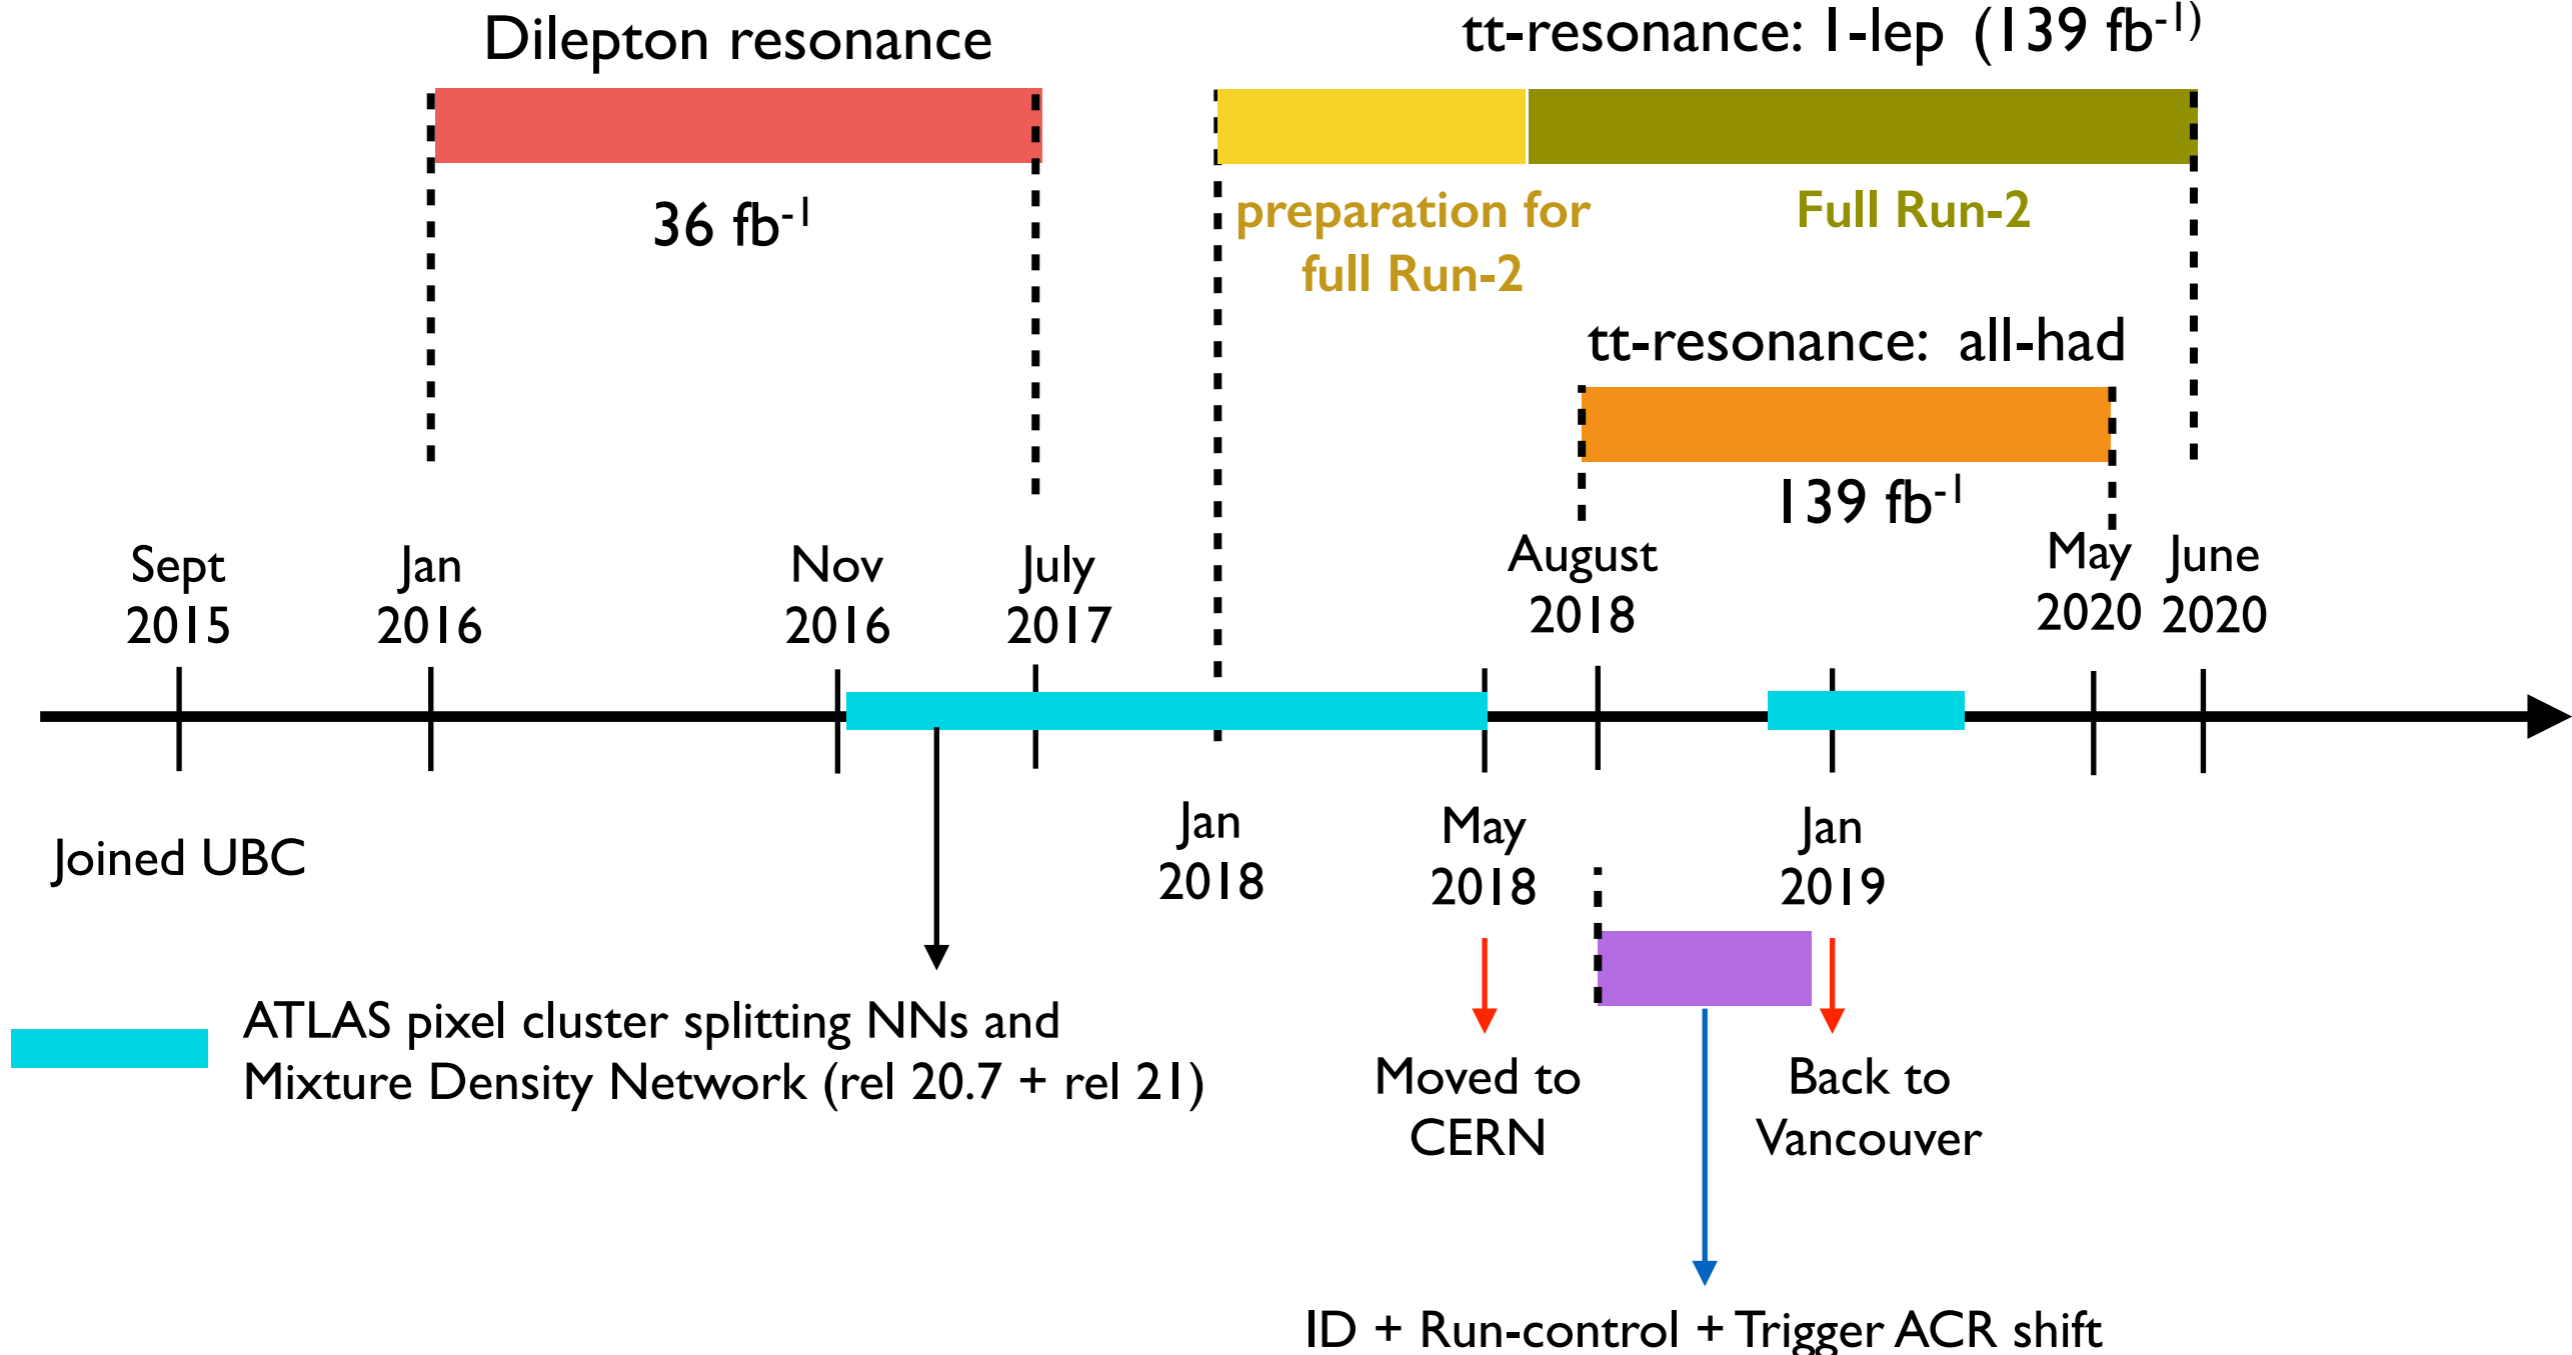 Dilepton resonance
tt-resonance: 1-lep (139 fb⁻¹⁾
36 fb⁻¹
preparation for
full Run-2
Full Run-2
tt-resonance: all-had
139 fb⁻¹
Sept
2015
Jan
2016
Nov
2016
July
2017
August
2018
May
2020
June
2020
Joined UBC
Jan
2018
May
2018
Jan
2019
ATLAS pixel cluster splitting NNs and
Mixture Density Network (rel 20.7 + rel 21)
Moved to
CERN
Back to
Vancouver
ID + Run-control + Trigger ACR shift